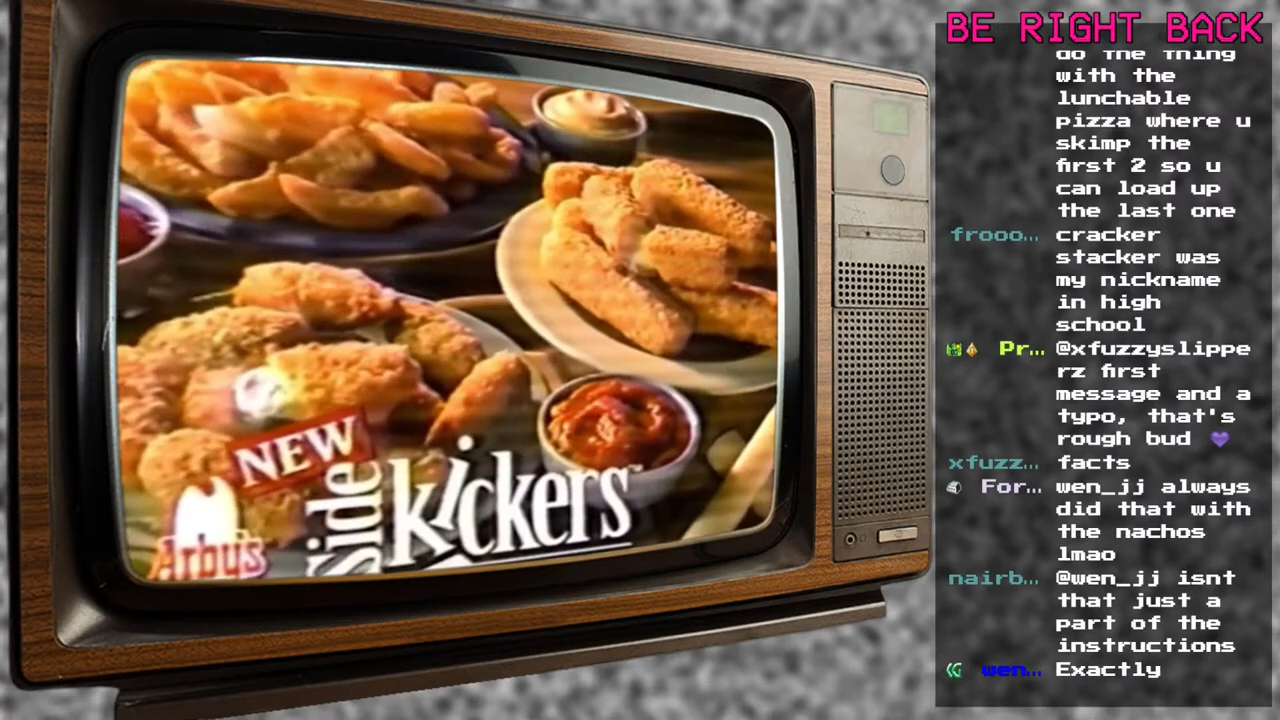 BE RIGHT BACK
do the thing
with the
lunchable
pizza where u
skimp the
first 2 so u
can load up
the last one
frooo... cracker
stacker was
my nickname
in high
school
Pr... @xfuzzyslippe
rz first
message and a
typo, that's
rough bud
xfuzz... facts
For... wen_jj always
did that with
the nachos
lmao
nairb... @wen_jj isnt
that just a
part of the
instructions
wen... Exactly
NEW
Side kickers™
Arby's